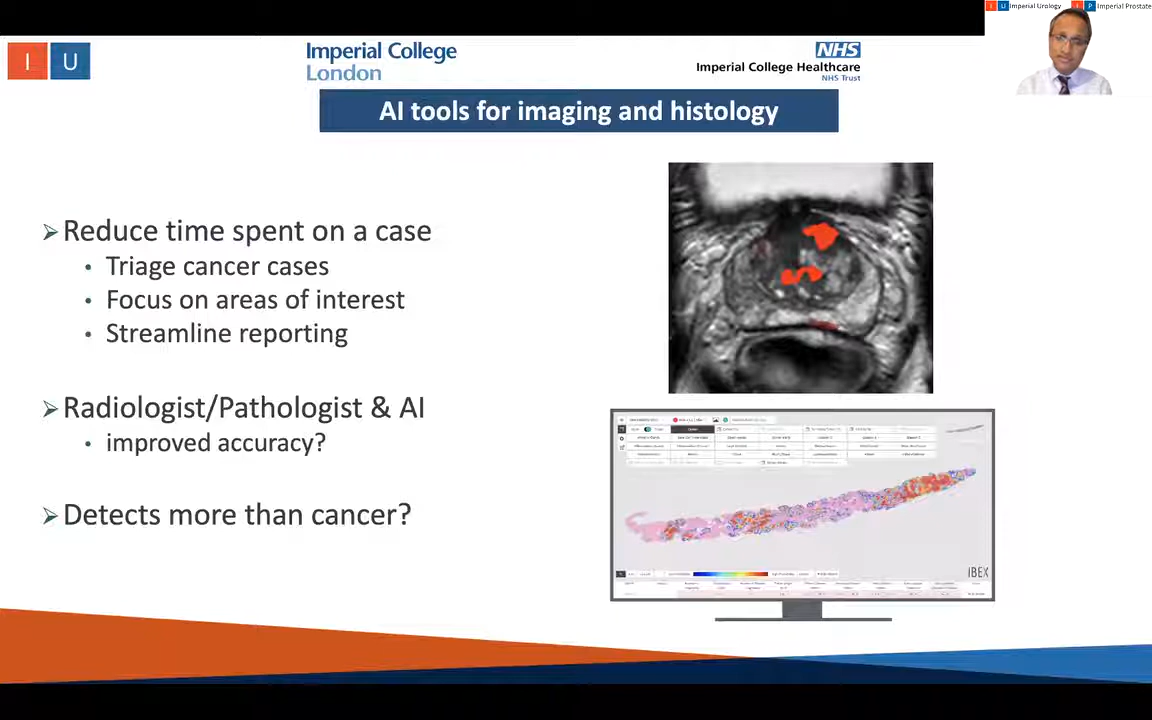 I U Imperial Urology I P Imperial Prostate
I U
Imperial College
London
NHS
Imperial College Healthcare
NHS Trust
AI tools for imaging and histology
Reduce time spent on a case
Triage cancer cases
Focus on areas of interest
Streamline reporting
Radiologist/Pathologist & AI
improved accuracy?
Detects more than cancer?
IBEX